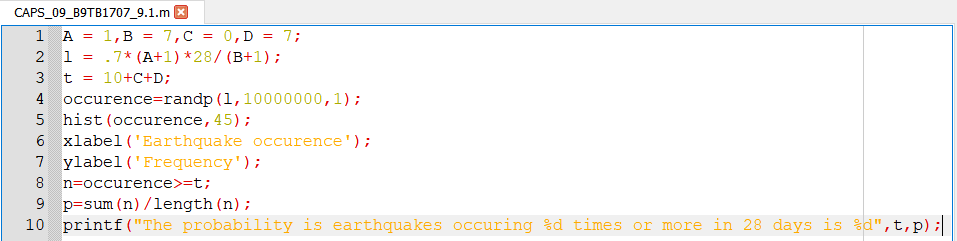 CAPS_09_B9TB1707_9.1.m
1 A = 1,B = 7,C = 0,D = 7;
2 l = .7*(A+1)*28/(B+1);
3 t = 10+C+D;
4 occurence=randp(l,10000000,1);
5 hist(occurence,45);
6 xlabel('Earthquake occurence');
7 ylabel('Frequency');
8 n=occurence>=t;
9 p=sum(n)/length(n);
10 printf("The probability is earthquakes occuring %d times or more in 28 days is %d",t,p);